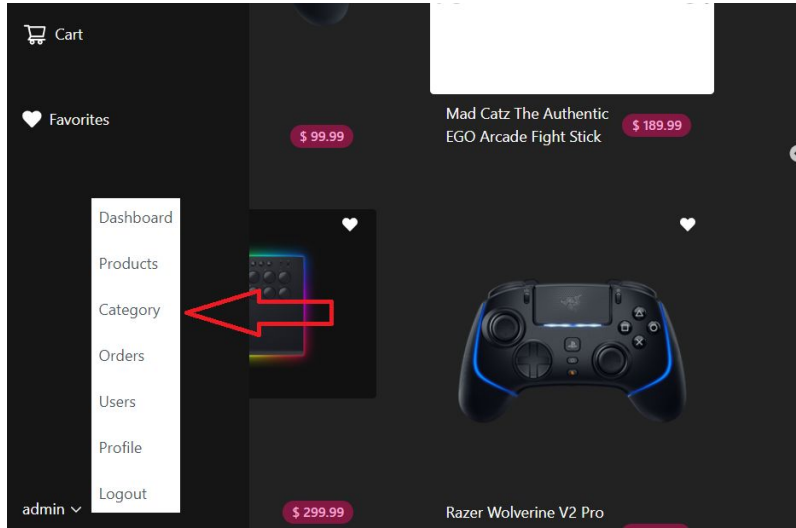 Cart
Favorites
Dashboard
Products
Category
Orders
Users
Profile
Logout
admin
$ 99.99
Mad Catz The Authentic
EGO Arcade Fight Stick
$ 189.99
$ 299.99
Razer Wolverine V2 Pro